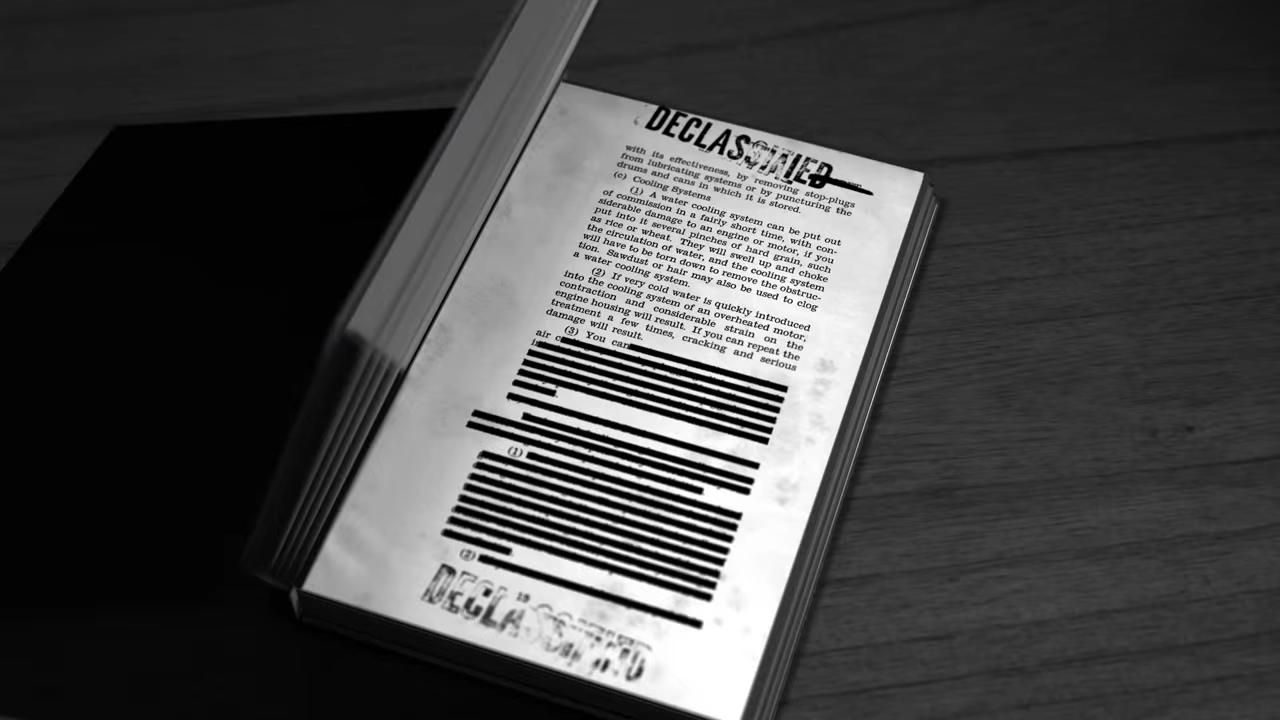 DECLASSIFIED
with its effectiveness, by removing stop-plugs
from lubricating systems or by puncturing the
drums and cans in which it is stored.
(c) Cooling Systems
(1) A water cooling system can be put out
of commission in a fairly short time, with con-
siderable damage to an engine or motor, if you
put into it several pinches of hard grain, such
as rice or wheat. They will swell up and choke
the circulation of water, and the cooling system
will have to be torn down to remove the obstruc-
tion. Sawdust or hair may also be used to clog
a water cooling system.
(2) If very cold water is quickly introduced
into the cooling system of an overheated motor,
contraction and considerable strain on the
engine housing will result. If you can repeat the
treatment a few times, cracking and serious
damage will result.
(3) You can
air
(1)
(2)
15
DECLASSIFIED